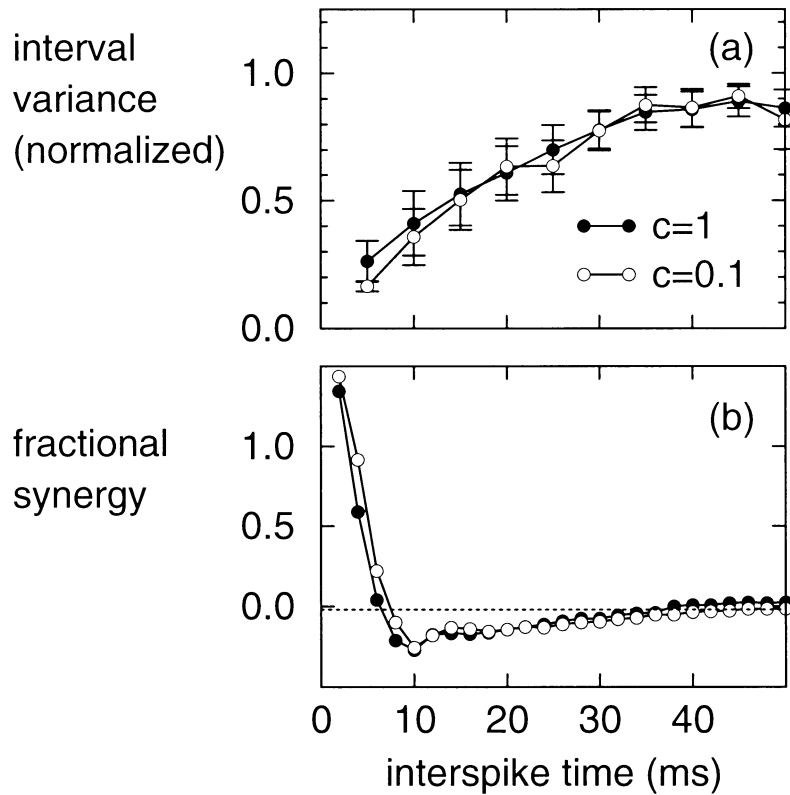 interval
variance
(normalized)
1.0
0.5
0.0
(a)
c=1
c=0.1
fractional
synergy
1.0
0.5
0.0
(b)
0 10 20 30 40
interspike time (ms)